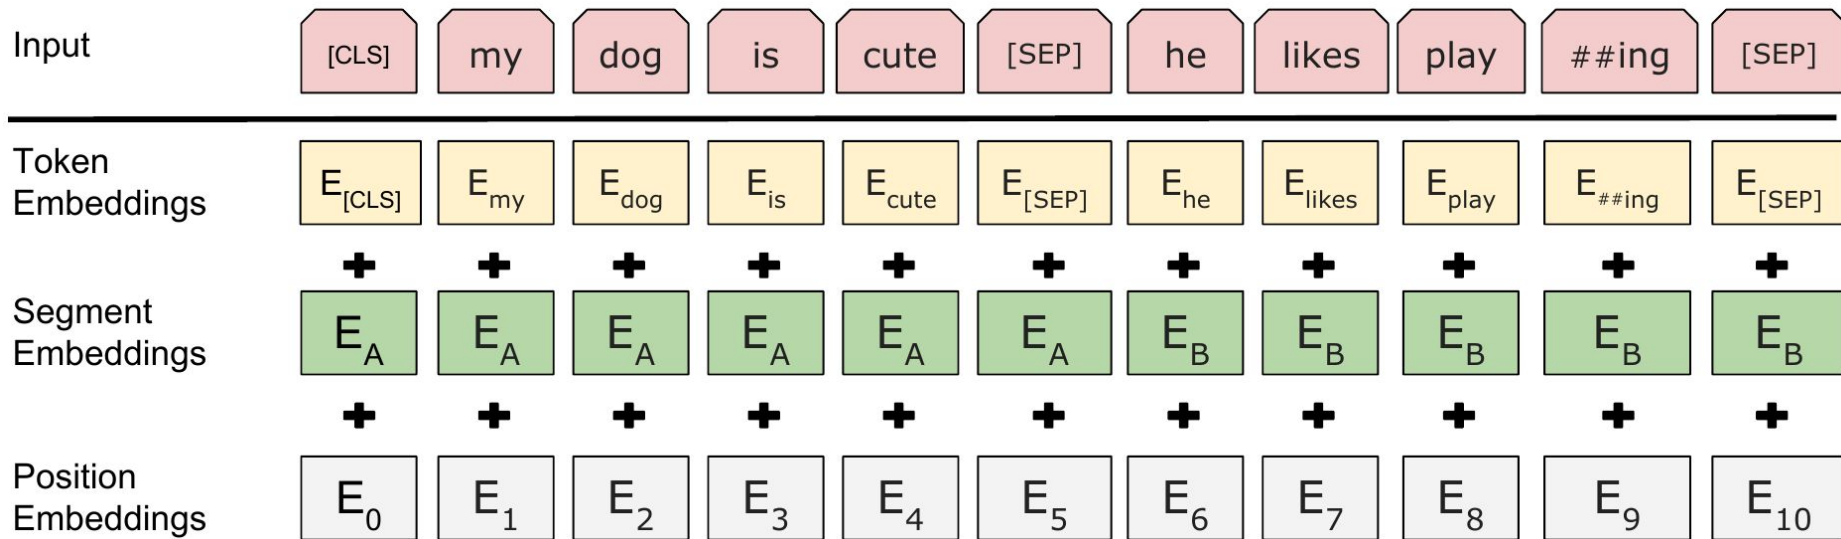 Input [CLS] my dog is cute [SEP] he likes play ##ing [SEP]
Token
Embeddings
E[CLS] Emy Edog Eis Ecute E[SEP] Ehe Elikes Eplay E##ing E[SEP]
+ + + + + + + + + + +
Segment
Embeddings
EA EA EA EA EA EA EB EB EB EB EB
+ + + + + + + + + + +
Position
Embeddings
E0 E1 E2 E3 E4 E5 E6 E7 E8 E9 E10